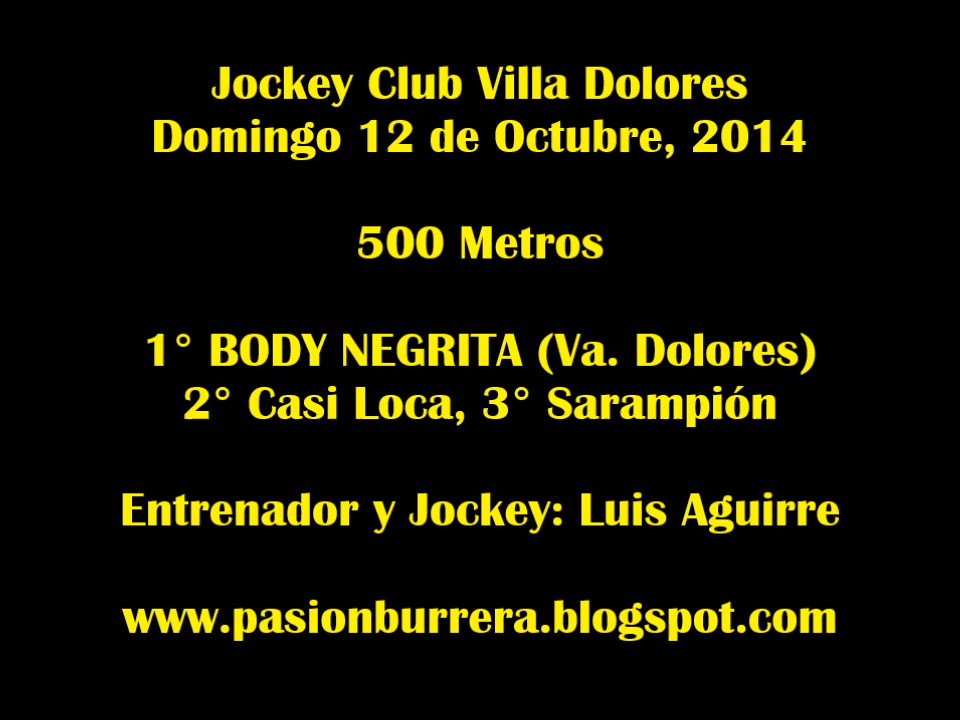 Jockey Club Villa Dolores
Domingo 12 de Octubre, 2014
500 Metros
1° BODY NEGRITA (Va. Dolores)
2° Casi Loca, 3° Sarampión
Entrenador y Jockey: Luis Aguirre
www.pasionburrera.blogspot.com